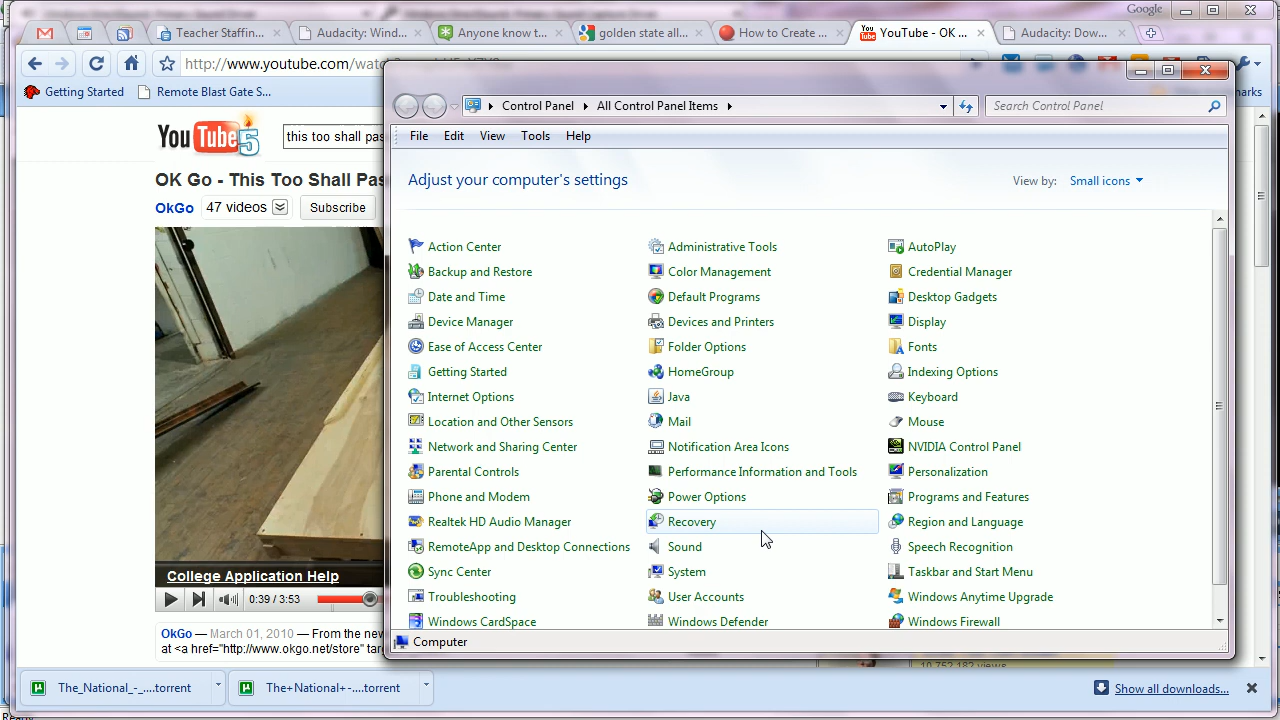 Google
Teacher Staffin...
Audacity: Wind...
Anyone know t...
golden state all...
How to Create ...
YouTube - OK ...
Audacity: Dow...
http://www.youtube.com/wat
Getting Started
Remote Blast Gate S...
Control Panel
All Control Panel Items
Search Control Panel
File Edit View Tools Help
You Tube 5
this too shall pas
Adjust your computer's settings
View by: Small icons
OK Go - This Too Shall Pas
OkGo 47 videos Subscribe
Action Center Administrative Tools AutoPlay
Backup and Restore Color Management Credential Manager
Date and Time Default Programs Desktop Gadgets
Device Manager Devices and Printers Display
Ease of Access Center Folder Options Fonts
Getting Started HomeGroup Indexing Options
Internet Options Java Keyboard
Location and Other Sensors Mail Mouse
Network and Sharing Center Notification Area Icons NVIDIA Control Panel
Parental Controls Performance Information and Tools Personalization
Phone and Modem Power Options Programs and Features
Realtek HD Audio Manager Recovery Region and Language
RemoteApp and Desktop Connections Sound Speech Recognition
Sync Center System Taskbar and Start Menu
Troubleshooting User Accounts Windows Anytime Upgrade
Windows CardSpace Windows Defender Windows Firewall
Computer
College Application Help
0:39 / 3:53
OkGo — March 01, 2010 — From the new
at <a href="http://www.okgo.net/store" tar
10,752,182 views
The_National_-_....torrent
The+National+-....torrent
Show all downloads...
Ready